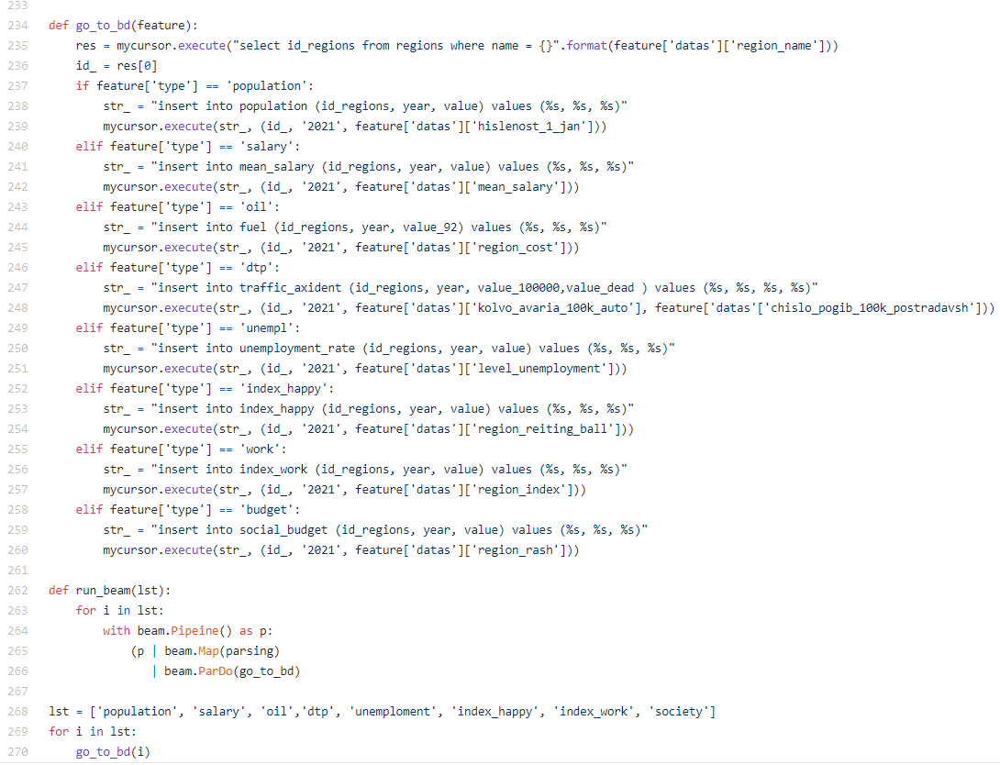 233
234 def go_to_bd(feature):
235     res = mycursor.execute("select id_regions from regions where name = {}".format(feature['datas']['region_name']))
236     id_ = res[0]
237     if feature['type'] == 'population':
238         str_ = "insert into population (id_regions, year, value) values (%s, %s, %s)"
239         mycursor.execute(str_, (id_, '2021', feature['datas']['hislenost_1_jan']))
240     elif feature['type'] == 'salary':
241         str_ = "insert into mean_salary (id_regions, year, value) values (%s, %s, %s)"
242         mycursor.execute(str_, (id_, '2021', feature['datas']['mean_salary']))
243     elif feature['type'] == 'oil':
244         str_ = "insert into fuel (id_regions, year, value_92) values (%s, %s, %s)"
245         mycursor.execute(str_, (id_, '2021', feature['datas']['region_cost']))
246     elif feature['type'] == 'dtp':
247         str_ = "insert into traffic_axident (id_regions, year, value_100000,value_dead ) values (%s, %s, %s, %s)"
248         mycursor.execute(str_, (id_, '2021', feature['datas']['kolvo_avaria_100k_auto'], feature['datas'['chislo_pogib_100k_postradavsh']))
249     elif feature['type'] == 'unempl':
250         str_ = "insert into unemployment_rate (id_regions, year, value) values (%s, %s, %s)"
251         mycursor.execute(str_, (id_, '2021', feature['datas']['level_unemployment']))
252     elif feature['type'] == 'index_happy':
253         str_ = "insert into index_happy (id_regions, year, value) values (%s, %s, %s)"
254         mycursor.execute(str_, (id_, '2021', feature['datas']['region_reiting_ball']))
255     elif feature['type'] == 'work':
256         str_ = "insert into index_work (id_regions, year, value) values (%s, %s, %s)"
257         mycursor.execute(str_, (id_, '2021', feature['datas']['region_index']))
258     elif feature['type'] == 'budget':
259         str_ = "insert into social_budget (id_regions, year, value) values (%s, %s, %s)"
260         mycursor.execute(str_, (id_, '2021', feature['datas']['region_rash']))
261
262 def run_beam(lst):
263     for i in lst:
264         with beam.Pipeine() as p:
265             (p | beam.Map(parsing)
266                | beam.ParDo(go_to_bd)
267
268 lst = ['population', 'salary', 'oil','dtp', 'unemploment', 'index_happy', 'index_work', 'society']
269 for i in lst:
270     go_to_bd(i)